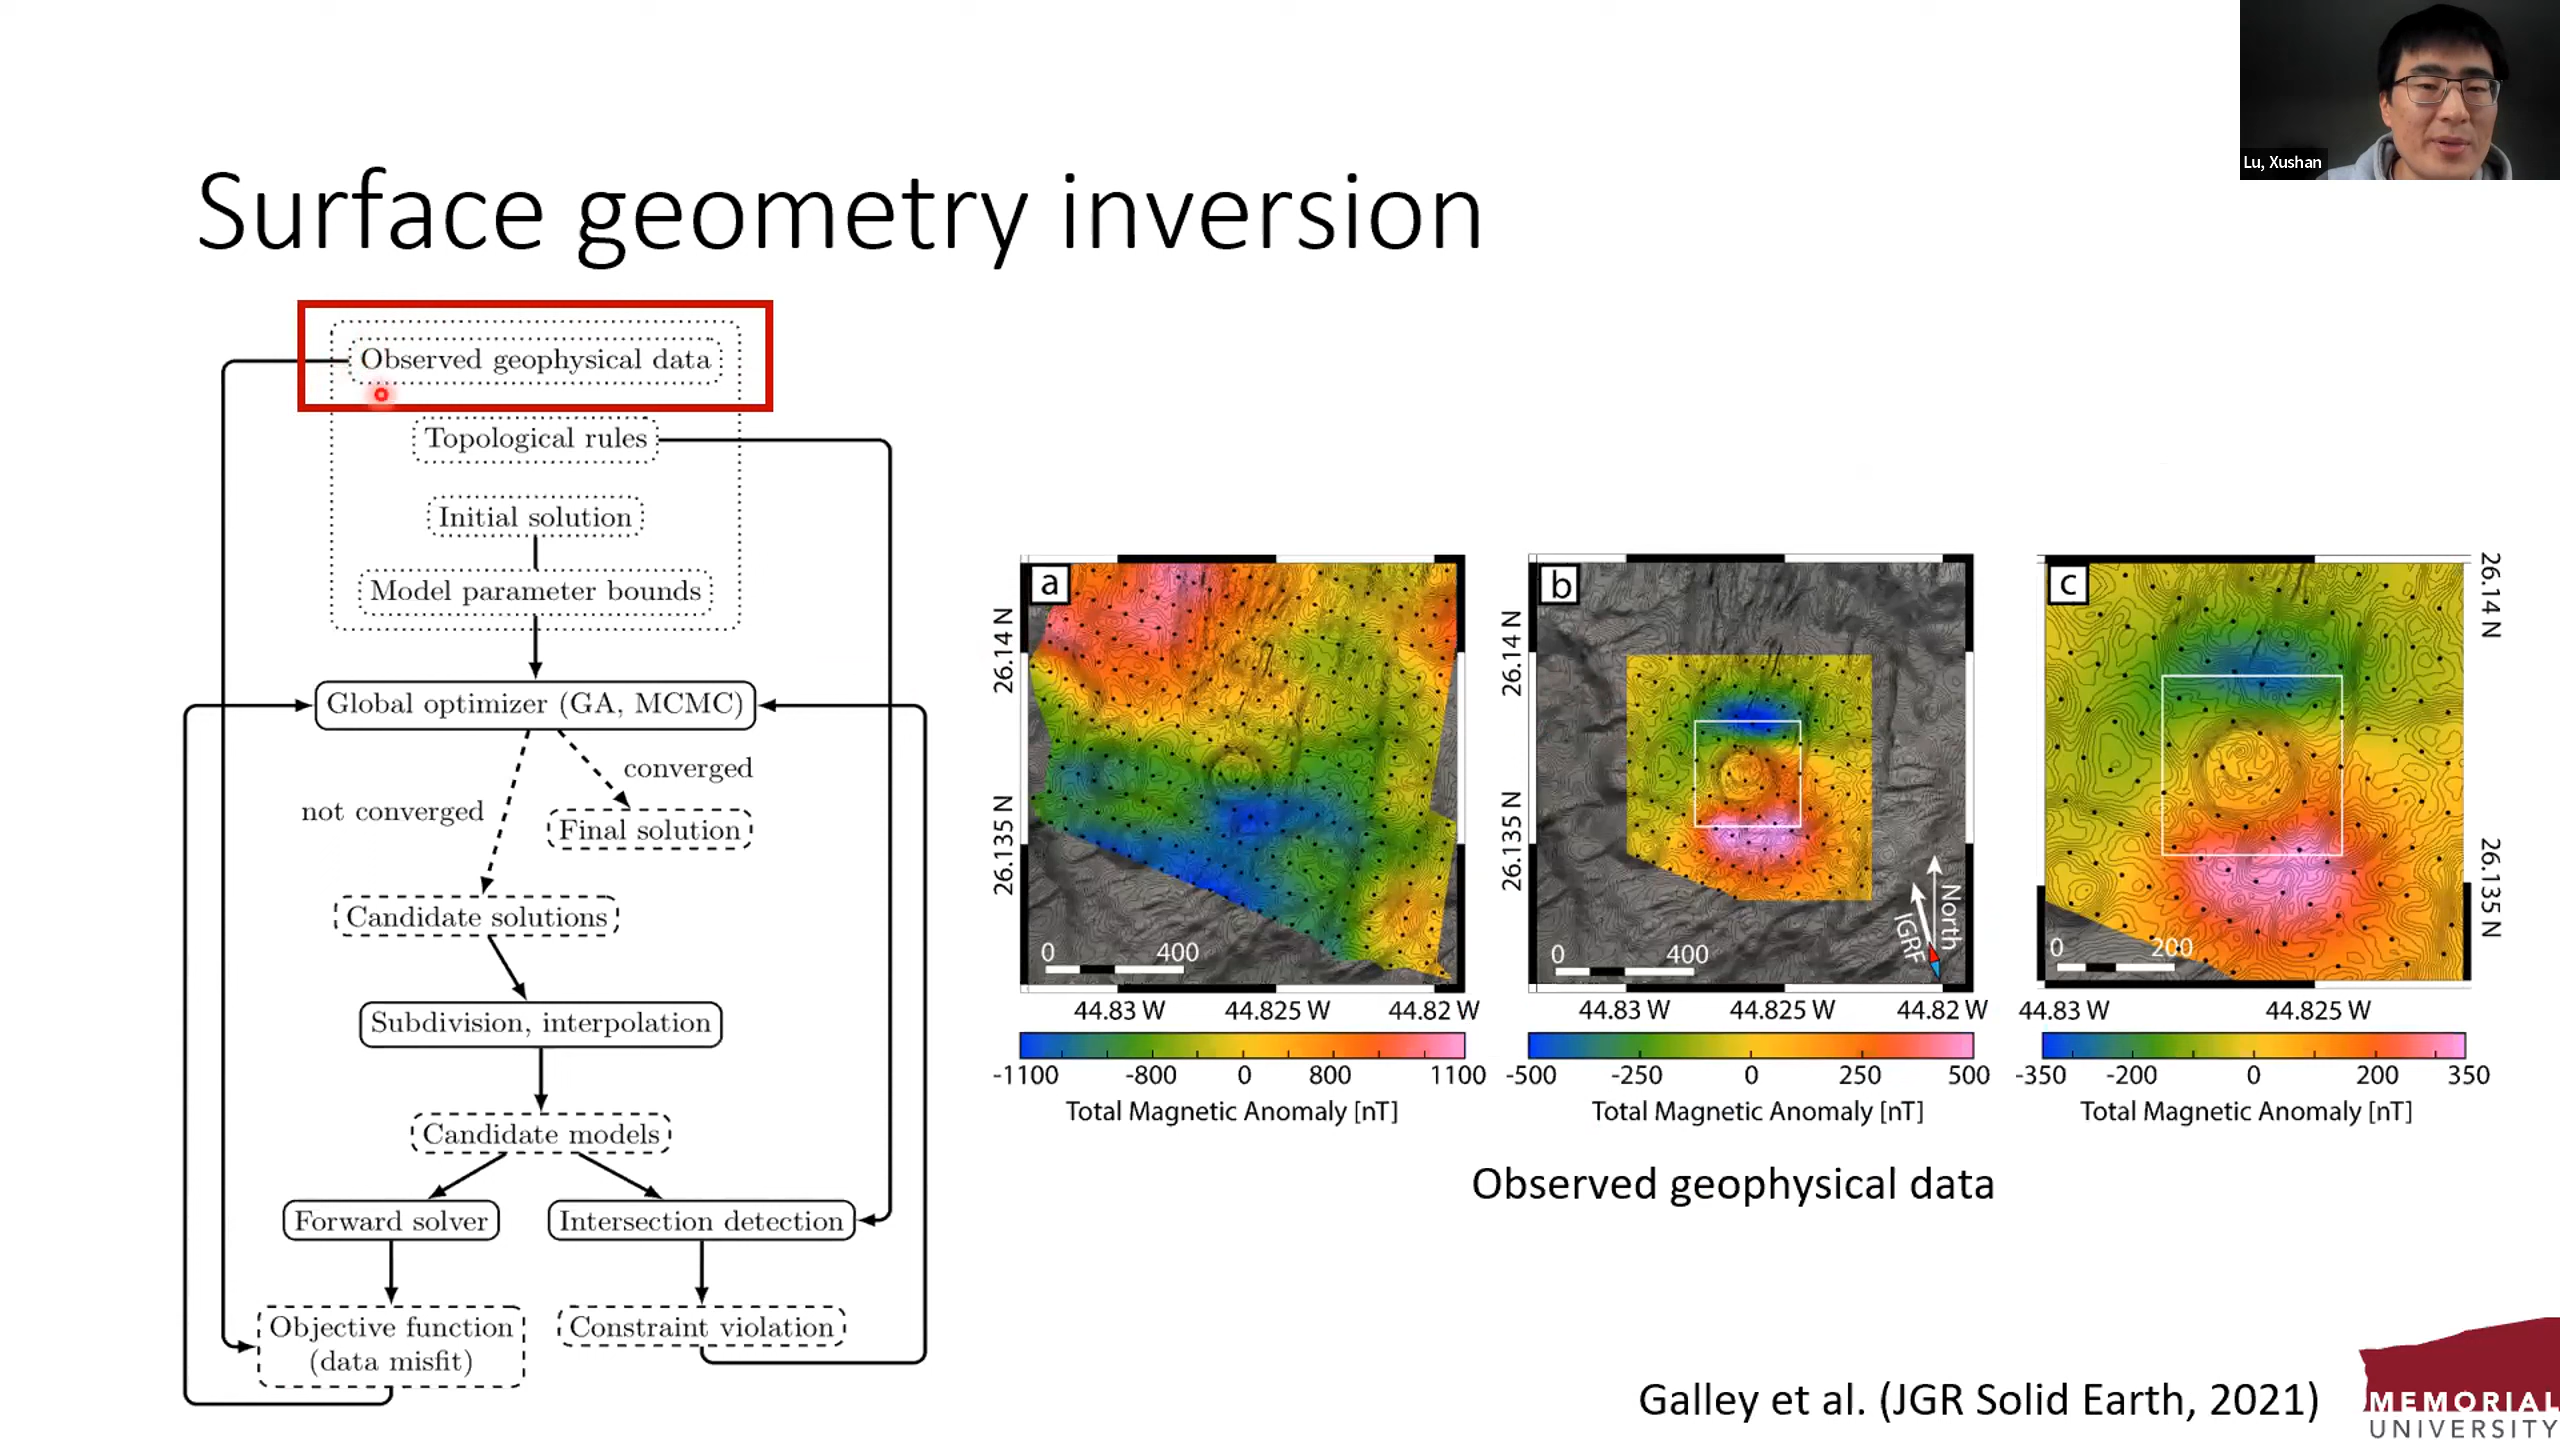 Lu, Xushan
Surface geometry inversion
Observed geophysical data
Topological rules
Initial solution
Model parameter bounds
Global optimizer (GA, MCMC)
converged
not converged
Final solution
Candidate solutions
Subdivision, interpolation
Candidate models
Forward solver
Intersection detection
Objective function
(data misfit)
Constraint violation
a
26.14 N
26.135 N
0 400
44.83 W 44.825 W 44.82 W
-1100 -800 0 800 1100
Total Magnetic Anomaly [nT]
b
26.14 N
26.135 N
North
IGRF
0 400
44.83 W 44.825 W 44.82 W
-500 -250 0 250 500
Total Magnetic Anomaly [nT]
c
26.14 N
26.135 N
0 200
44.83 W 44.825 W
-350 -200 0 200 350
Total Magnetic Anomaly [nT]
Observed geophysical data
Galley et al. (JGR Solid Earth, 2021)
MEMORIAL
UNIVERSITY